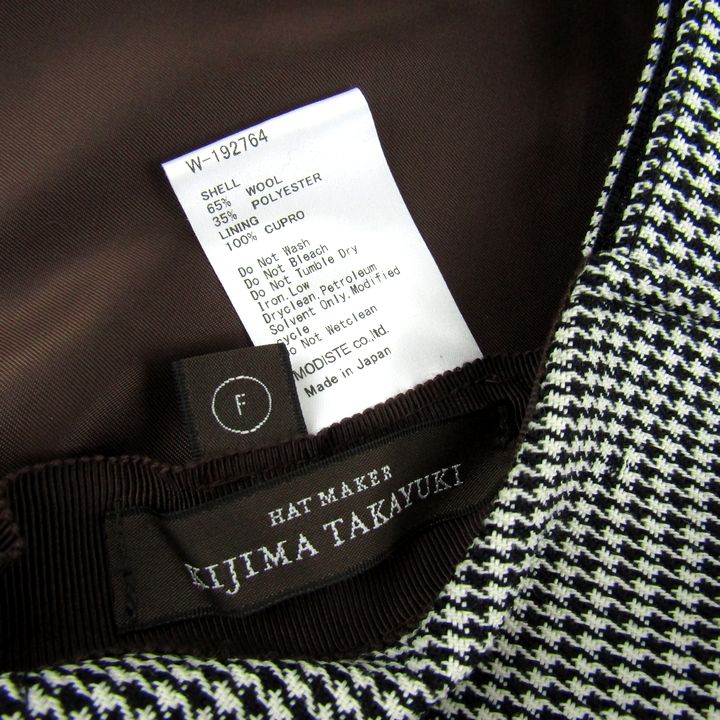 W-192764
SHELL
65% WOOL
35% POLYESTER
LINING
100% CUPRO
Do Not Wash
Do Not Bleach
Do Not Tumble Dry
Iron.Low
Dryclean.Petroleum
Solvent Only.Modified
Cycle
Do Not Wetclean
MODISTE co.,ltd.
Made in Japan
F
HAT MAKER
KIJIMA TAKAYUKI